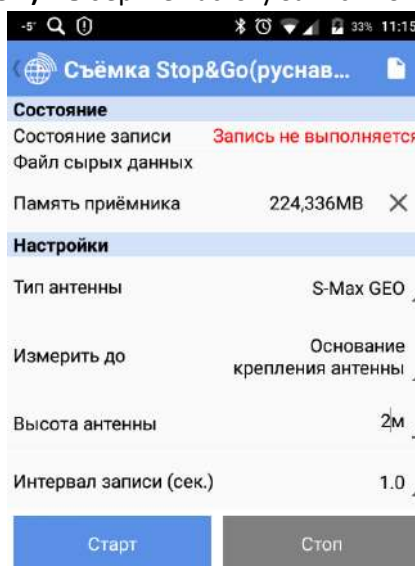 -5° 33% 11:15
Съёмка Stop&Go(руснав...
Состояние
Состояние записи Запись не выполняется
Файл сырых данных
Память приёмника 224,336MB
Настройки
Тип антенны S-Max GEO
Измерить до Основание
крепления антенны
Высота антенны 2м
Интервал записи (сек.) 1.0
Старт Стоп